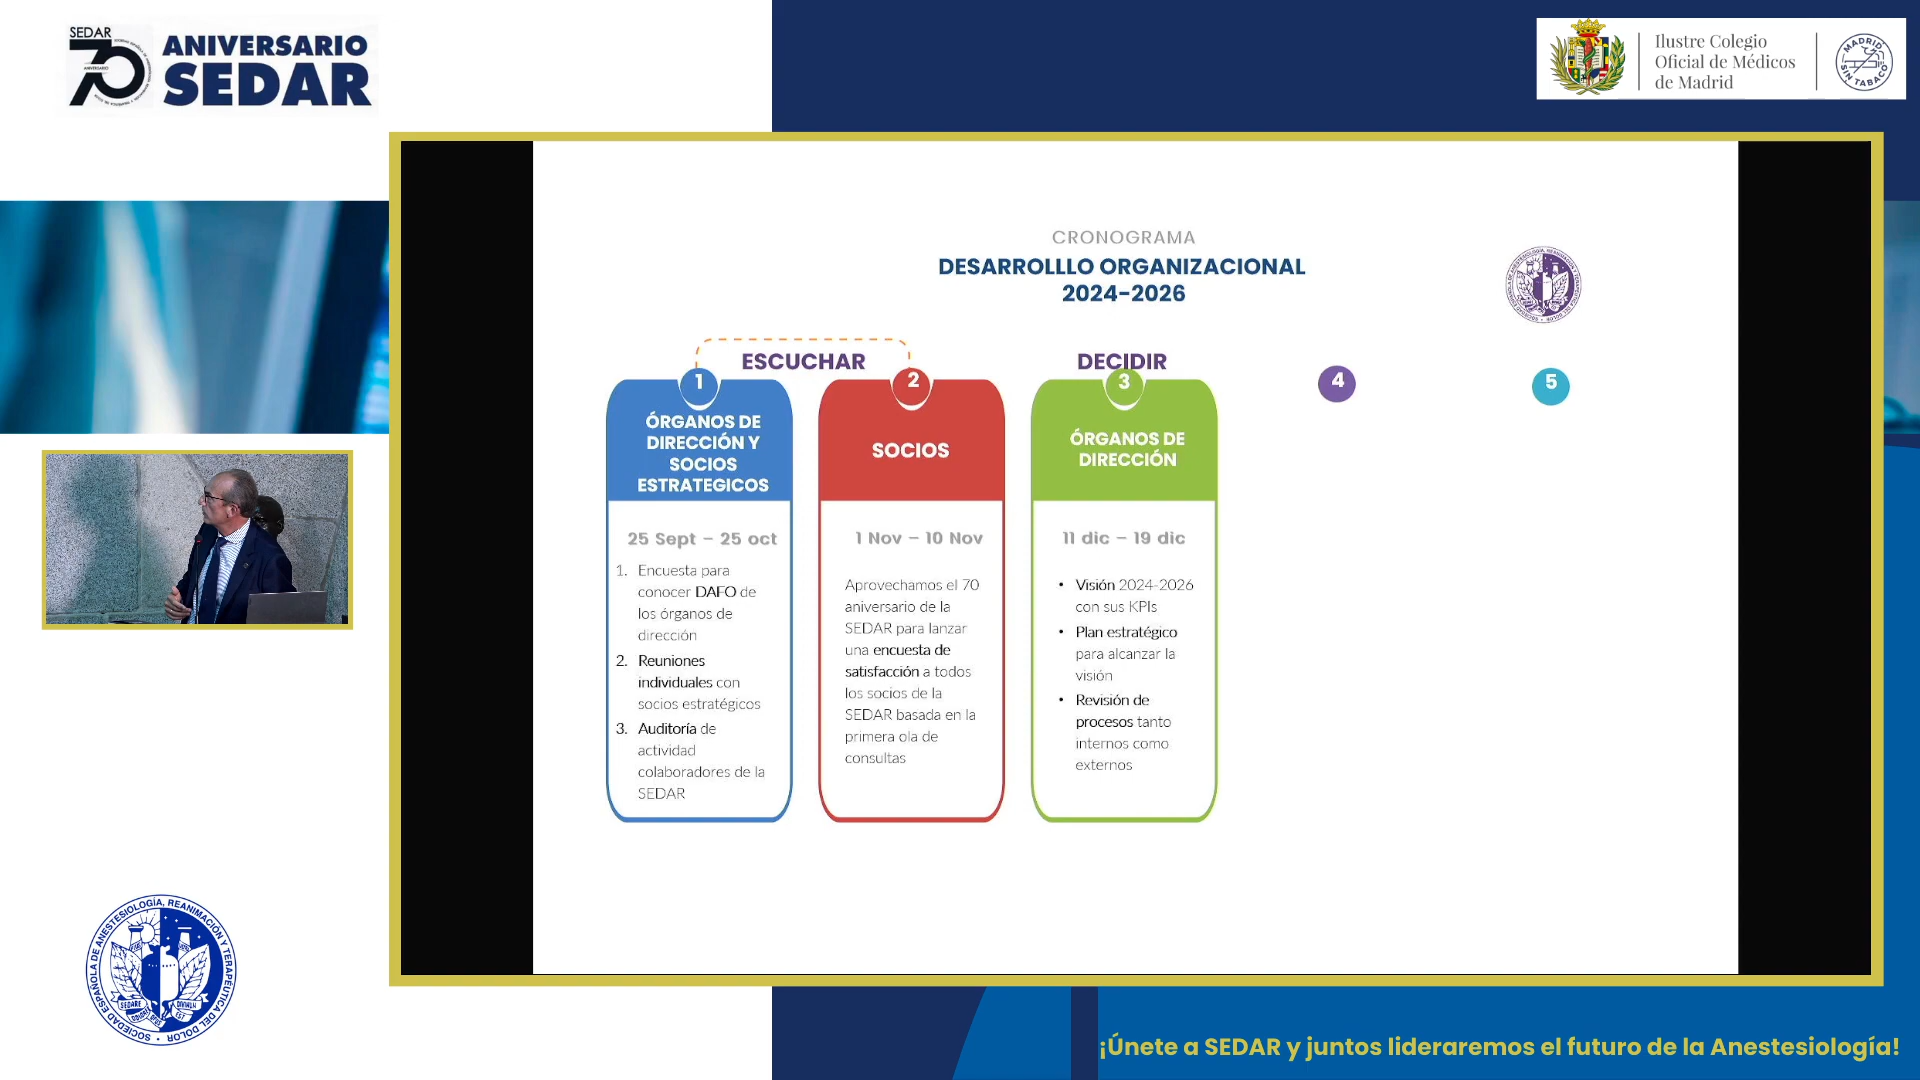 SEDAR
70
ANIVERSARIO
ANIVERSARIO
SEDAR
Ilustre Colegio
Oficial de Médicos
de Madrid
MADRID
SIN TABACO
CRONOGRAMA
DESARROLLLO ORGANIZACIONAL
2024-2026
ESCUCHAR
DECIDIR
1
2
3
4
5
ÓRGANOS DE
DIRECCIÓN Y
SOCIOS
ESTRATEGICOS
25 Sept – 25 oct
1. Encuesta para
conocer DAFO de
los órganos de
dirección
2. Reuniones
individuales con
socios estratégicos
3. Auditoría de
actividad
colaboradores de la
SEDAR
SOCIOS
1 Nov – 10 Nov
Aprovechamos el 70
aniversario de la
SEDAR para lanzar
una encuesta de
satisfacción a todos
los socios de la
SEDAR basada en la
primera ola de
consultas
ÓRGANOS DE
DIRECCIÓN
11 dic – 19 dic
• Visión 2024-2026
con sus KPIs
• Plan estratégico
para alcanzar la
visión
• Revisión de
procesos tanto
internos como
externos
SOCIEDAD ESPAÑOLA DE ANESTESIOLOGÍA, REANIMACIÓN Y TERAPÉUTICA DEL DOLOR
¡Únete a SEDAR y juntos lideraremos el futuro de la Anestesiología!